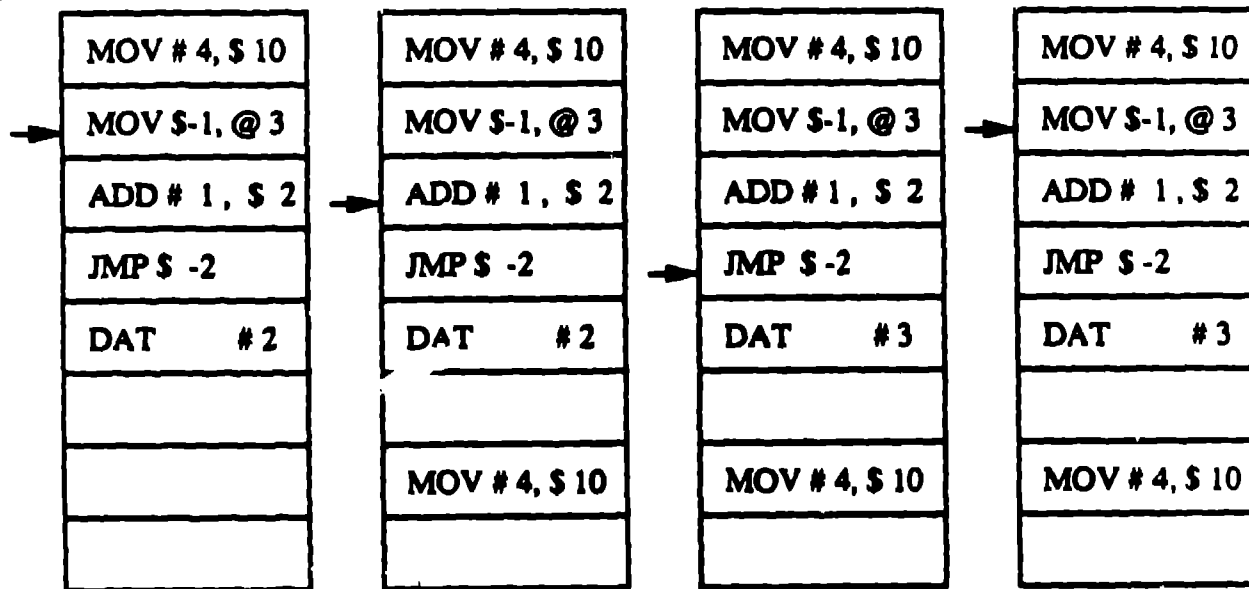 MOV # 4, $ 10
MOV $-1, @ 3
ADD # 1 , $ 2
JMP $ -2
DAT # 2
MOV # 4, $ 10
MOV $-1, @ 3
ADD # 1 , $ 2
JMP $ -2
DAT # 2
MOV # 4, $ 10
MOV # 4, $ 10
MOV $-1, @ 3
ADD # 1 , $ 2
JMP $ -2
DAT # 3
MOV # 4, $ 10
MOV # 4, $ 10
MOV $-1, @ 3
ADD # 1 , $ 2
JMP $ -2
DAT # 3
MOV # 4, $ 10